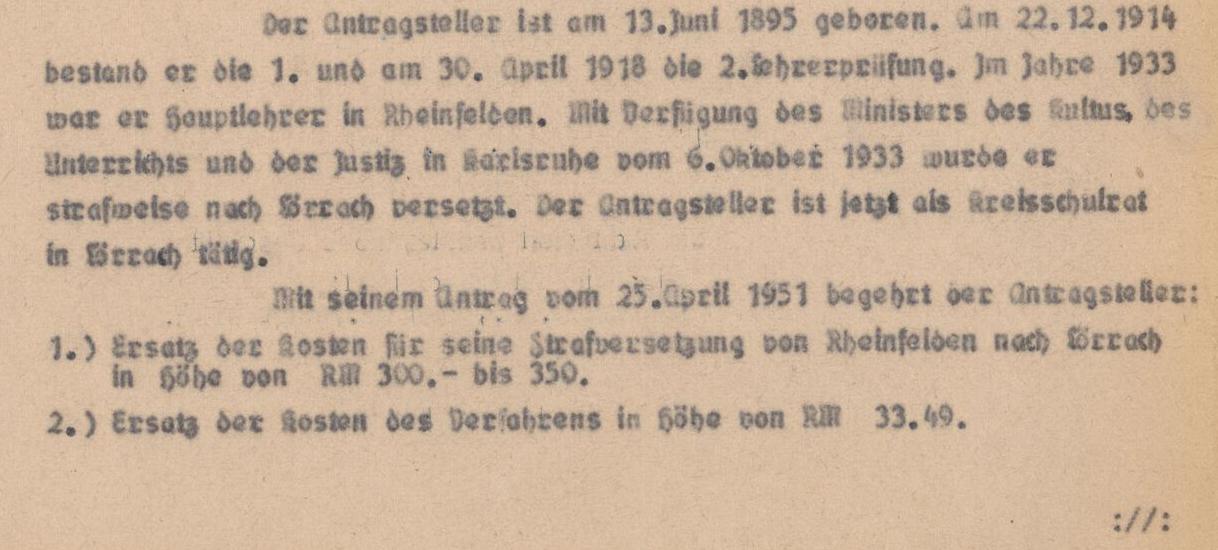 Der Antragsteller ist am 13.Juni 1895 geboren. Am 22.12.1914
bestand er die 1. und am 30. April 1918 die 2.Lehrerprüfung. Im Jahre 1933
war er Hauptlehrer in Rheinfelden. Mit Verfügung des Ministers des Kultus, des
Unterrichts und der Justiz in Karlsruhe vom 6.Oktober 1933 wurde er
strafweise nach Lörrach versetzt. Der Antragsteller ist jetzt als Kreisschulrat
in Lörrach tätig.
Mit seinem Antrag vom 25.April 1951 begehrt der Antragsteller:
1.) Ersatz der Kosten für seine Strafversetzung von Rheinfelden nach Lörrach
in Höhe von RM 300.- bis 350.
2.) Ersatz der Kosten des Verfahrens in Höhe von RM 33.49.
://: